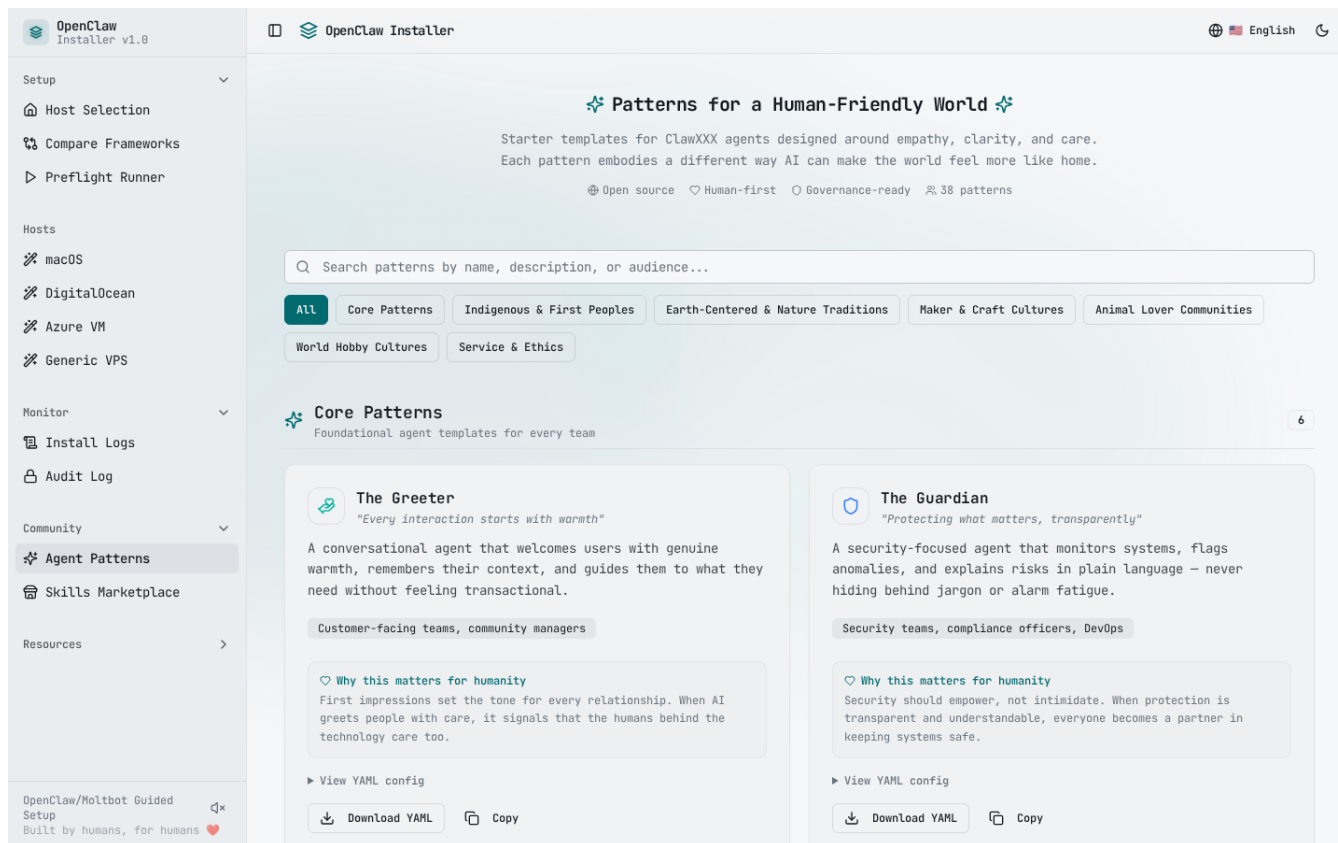 OpenClaw
Installer v1.0
Setup
Host Selection
Compare Frameworks
Preflight Runner
Hosts
macOS
DigitalOcean
Azure VM
Generic VPS
Monitor
Install Logs
Audit Log
Community
Agent Patterns
Skills Marketplace
Resources
OpenClaw/Moltbot Guided
Setup
Built by humans, for humans ❤️
OpenClaw Installer
🇺🇸 English
Patterns for a Human-Friendly World
Starter templates for ClawXXX agents designed around empathy, clarity, and care.
Each pattern embodies a different way AI can make the world feel more like home.
Open source Human-first Governance-ready 38 patterns
Search patterns by name, description, or audience...
All Core Patterns Indigenous & First Peoples Earth-Centered & Nature Traditions Maker & Craft Cultures Animal Lover Communities
World Hobby Cultures Service & Ethics
Core Patterns
Foundational agent templates for every team
6
The Greeter
"Every interaction starts with warmth"
A conversational agent that welcomes users with genuine
warmth, remembers their context, and guides them to what they
need without feeling transactional.
Customer-facing teams, community managers
Why this matters for humanity
First impressions set the tone for every relationship. When AI
greets people with care, it signals that the humans behind the
technology care too.
View YAML config
Download YAML Copy
The Guardian
"Protecting what matters, transparently"
A security-focused agent that monitors systems, flags
anomalies, and explains risks in plain language — never
hiding behind jargon or alarm fatigue.
Security teams, compliance officers, DevOps
Why this matters for humanity
Security should empower, not intimidate. When protection is
transparent and understandable, everyone becomes a partner in
keeping systems safe.
View YAML config
Download YAML Copy